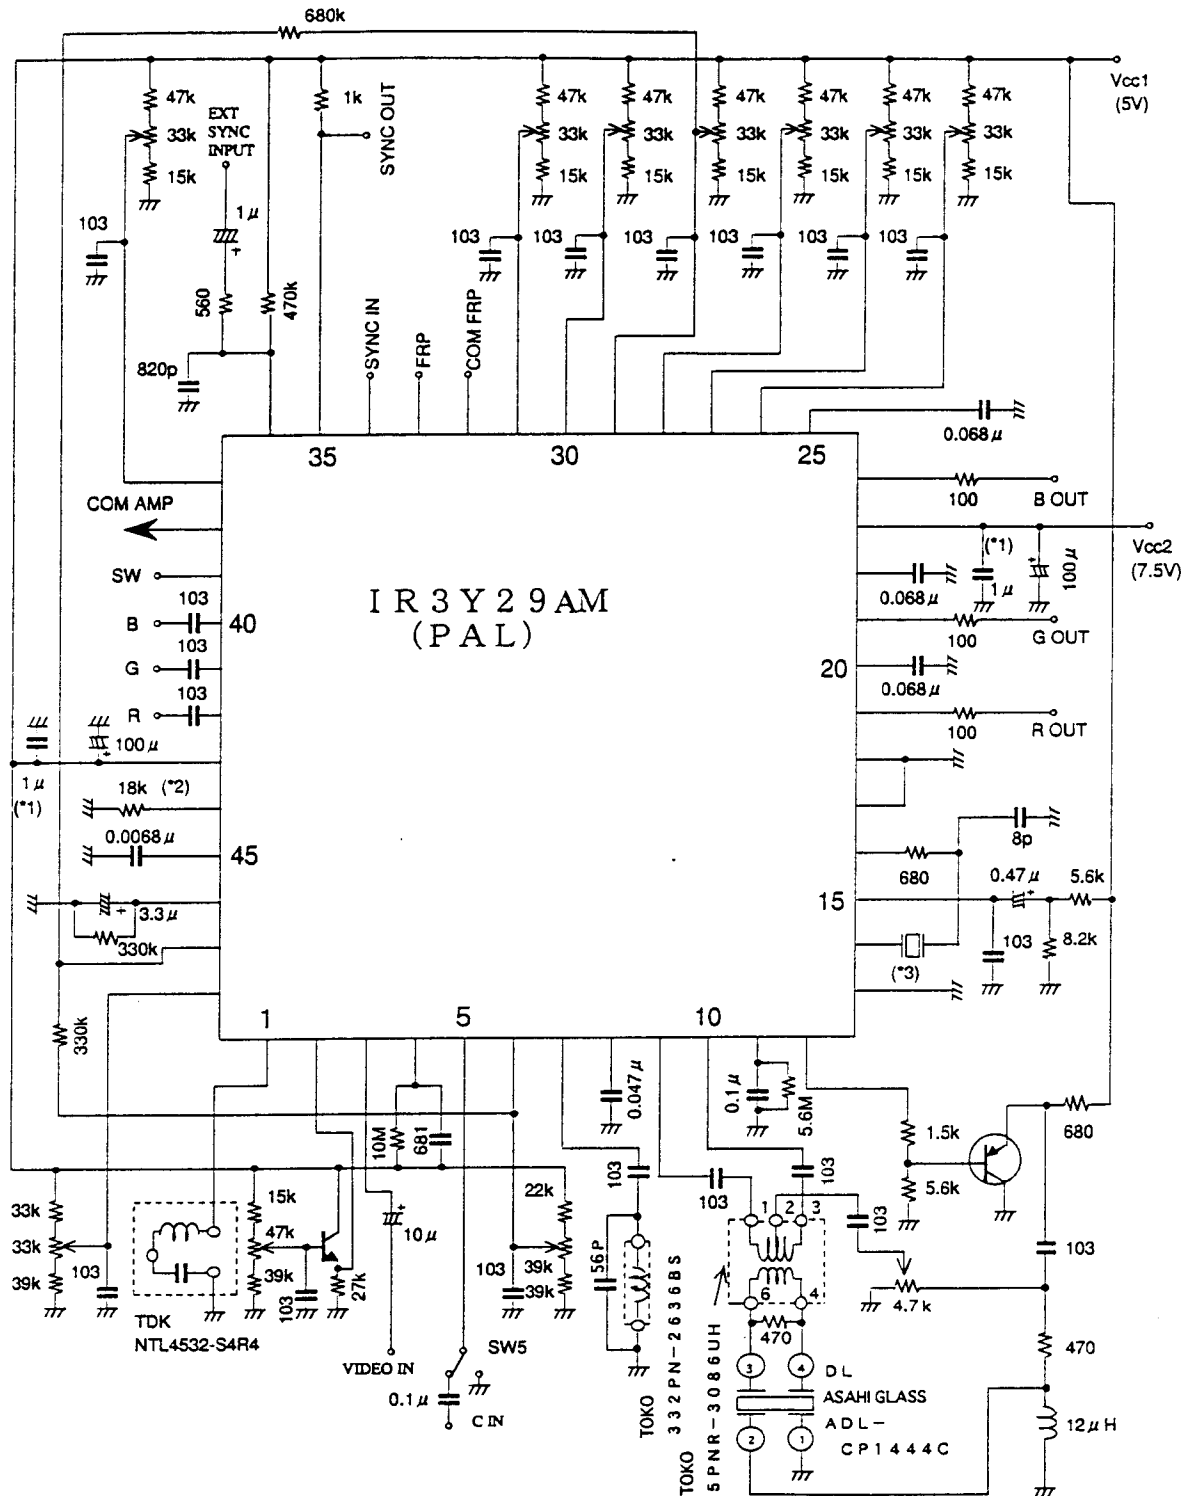 680k
Vcc1
(5V)
47k
33k
15k
EXT
SYNC
INPUT
1k
SYNC OUT
47k
33k
15k
47k
33k
15k
47k
33k
15k
47k
33k
15k
47k
33k
15k
47k
33k
15k
103
1μ
560
470k
820p
103
103
103
103
103
103
SYNC IN
FRP
COM FRP
0.068μ
35
30
25
COM AMP
100
B OUT
Vcc2
(7.5V)
(*1)
1μ
100μ
0.068μ
SW
B
103
40
G
103
R
103
IR3Y29AM
(PAL)
100
G OUT
20
0.068μ
100
R OUT
1μ
(*1)
100μ
18k
(*2)
0.0068μ
45
3.3μ
330k
8p
680
0.47μ
5.6k
15
103
8.2k
(*3)
330k
1
5
10
10M
681
0.047μ
0.1μ
5.6M
1.5k
5.6k
680
33k
33k
39k
103
TDK
NTL4532-S4R4
15k
47k
39k
103
27k
10μ
VIDEO IN
0.1μ
C IN
SW5
22k
39k
39k
103
103
56P
TOKO
332PN-2636BS
TOKO
5PNR-3086UH
103
103
103
1
2
3
6
4
470
4.7k
103
470
12μH
3
4
DL
ASAHI GLASS
ADL-
CP1444C
2
1